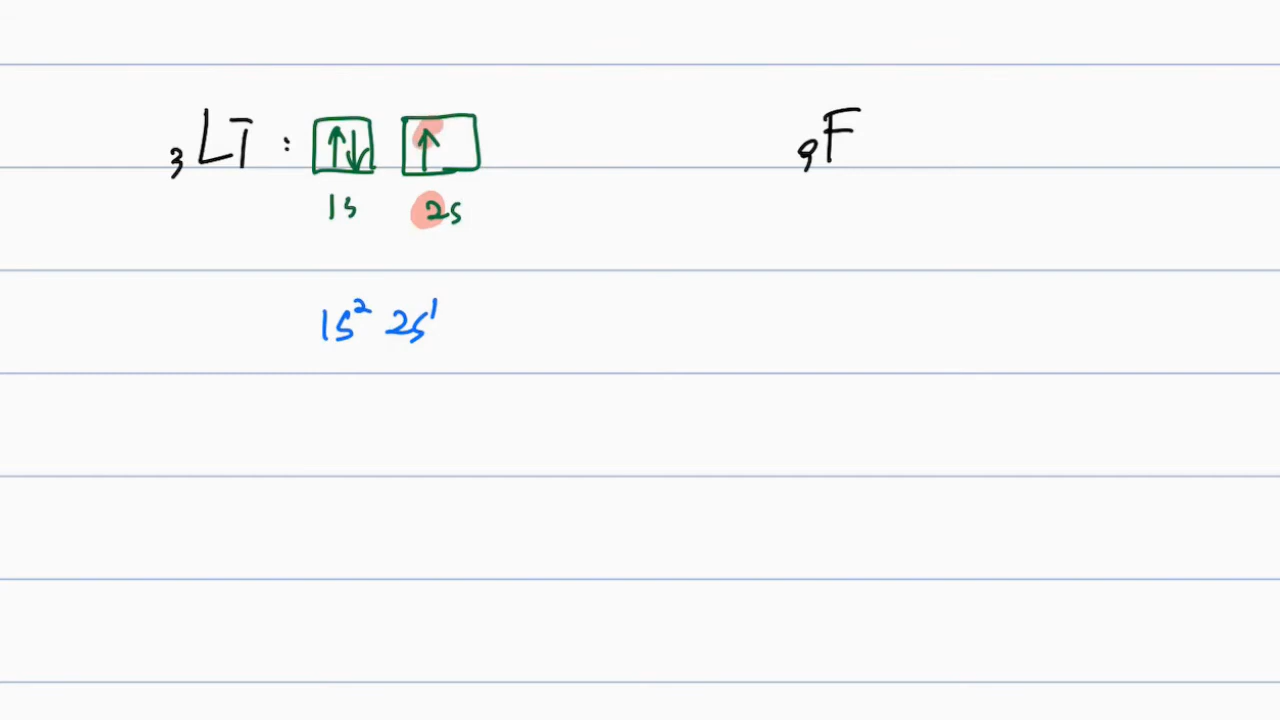 ₃Li : ↑↓ ↑
1s 2s
1s² 2s¹
₉F